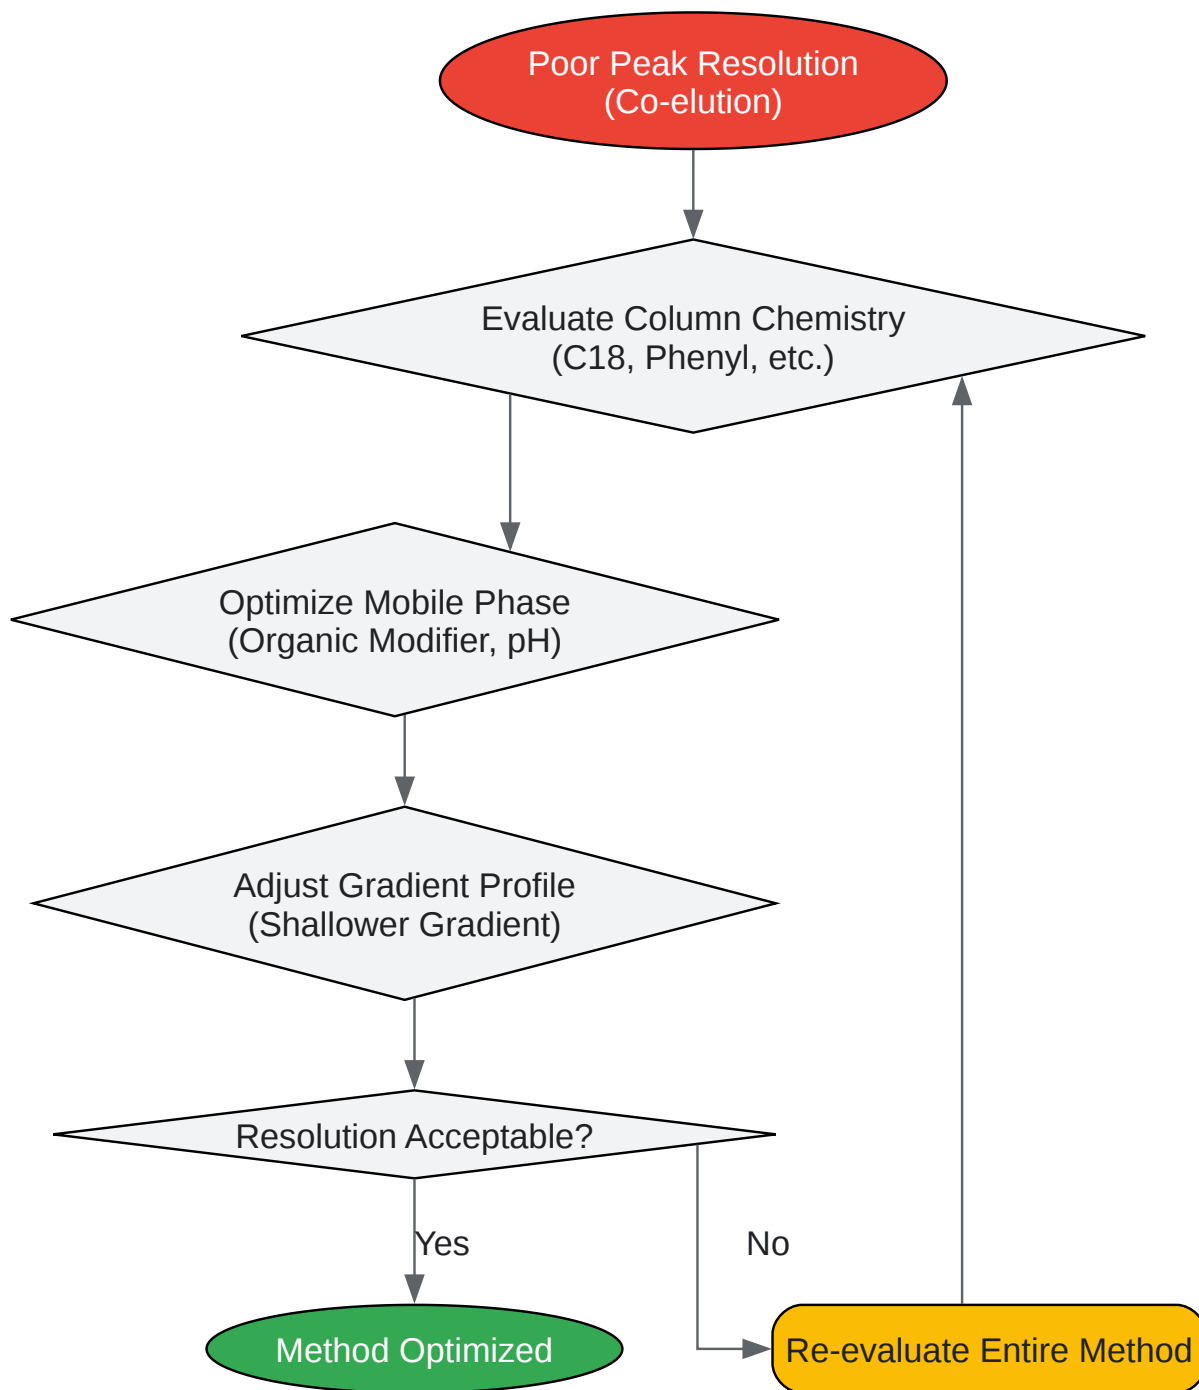 Poor Peak Resolution
(Co-elution)
Evaluate Column Chemistry
(C18, Phenyl, etc.)
Optimize Mobile Phase
(Organic Modifier, pH)
Adjust Gradient Profile
(Shallower Gradient)
Resolution Acceptable?
Yes
No
Method Optimized
Re-evaluate Entire Method